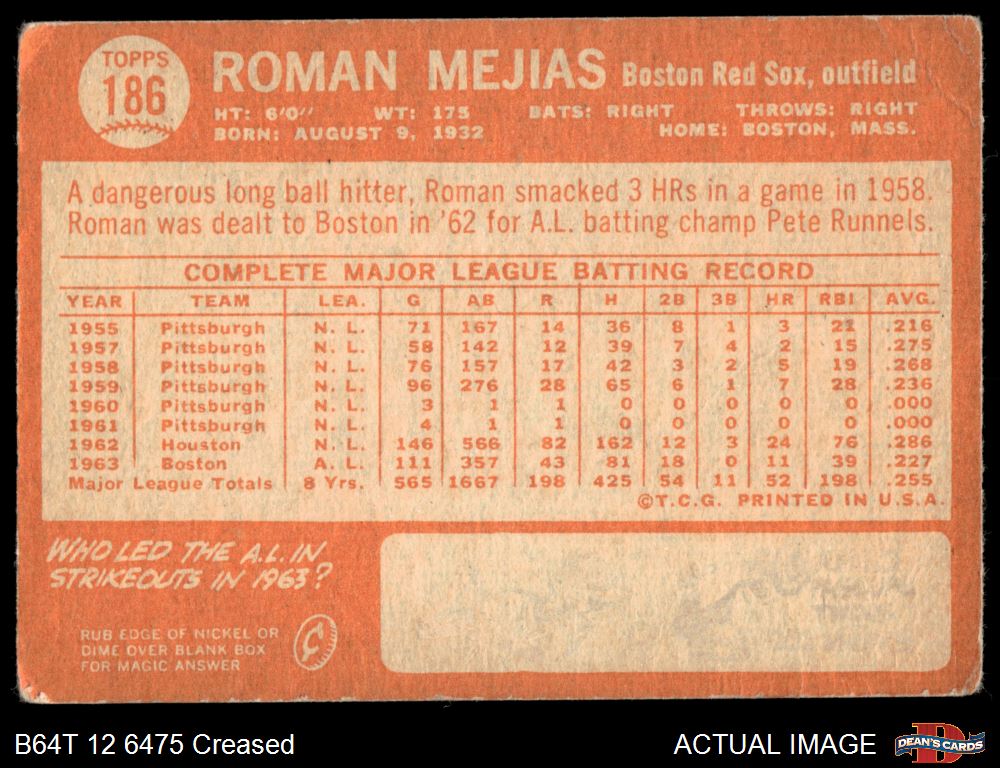 TOPPS
186
ROMAN MEJIAS Boston Red Sox, outfield
HT: 6'0" WT: 175 BATS: RIGHT THROWS: RIGHT
BORN: AUGUST 9, 1932 HOME: BOSTON, MASS.
A dangerous long ball hitter, Roman smacked 3 HRs in a game in 1958.
Roman was dealt to Boston in '62 for A.L. batting champ Pete Runnels.
COMPLETE MAJOR LEAGUE BATTING RECORD
YEAR TEAM LEA. G AB R H 2B 3B HR RBI AVG.
1955 Pittsburgh N. L. 71 167 14 36 8 1 3 21 .216
1957 Pittsburgh N. L. 58 142 12 39 7 4 2 15 .275
1958 Pittsburgh N. L. 76 157 17 42 3 2 5 19 .268
1959 Pittsburgh N. L. 96 276 28 65 6 1 7 28 .236
1960 Pittsburgh N. L. 3 1 1 0 0 0 0 0 .000
1961 Pittsburgh N. L. 4 1 1 0 0 0 0 0 .000
1962 Houston N. L. 146 566 82 162 12 3 24 76 .286
1963 Boston A. L. 111 357 43 81 18 0 11 39 .227
Major League Totals 8 Yrs. 565 1667 198 425 54 11 52 198 .255
©T.C.G. PRINTED IN U.S.A.
WHO LED THE A.L. IN
STRIKEOUTS IN 1963?
RUB EDGE OF NICKEL OR
DIME OVER BLANK BOX
FOR MAGIC ANSWER
B64T 12 6475 Creased
ACTUAL IMAGE
DEAN'S CARDS